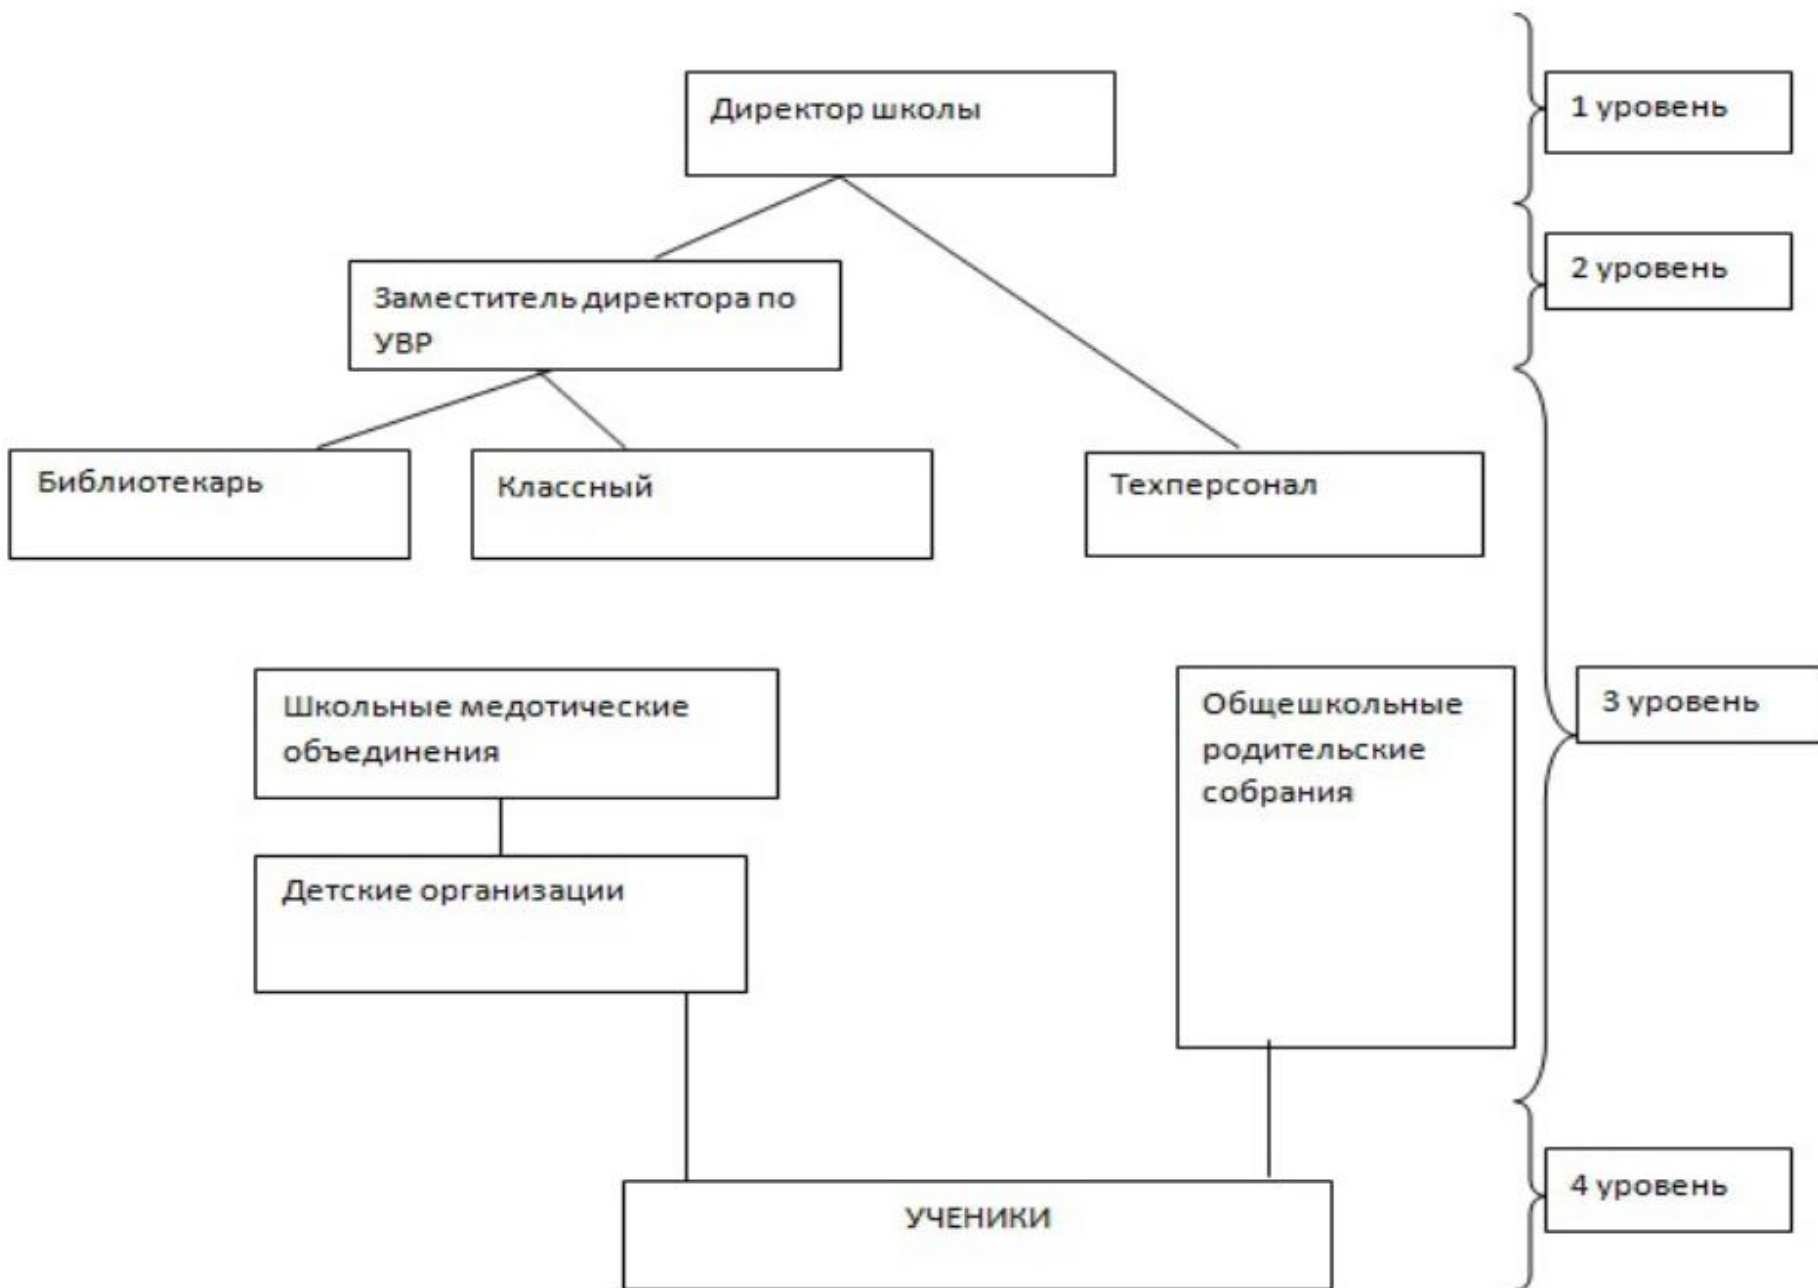 Директор школы
1 уровень
Заместитель директора по
УВР
2 уровень
Библиотекарь
Классный
Техперсонал
Школьные медотические
объединения
Общешкольные
родительские
собрания
3 уровень
Детские организации
УЧЕНИКИ
4 уровень